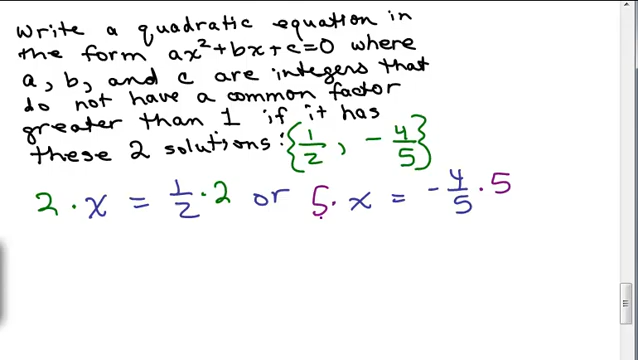 Write a quadratic equation in
the form ax²+bx+c=0 where
a, b, and c are integers that
do not have a common factor
greater than 1 if it has
these 2 solutions: {1/2, -4/5}
2 · x = 1/2 · 2 or 5 · x = -4/5 · 5